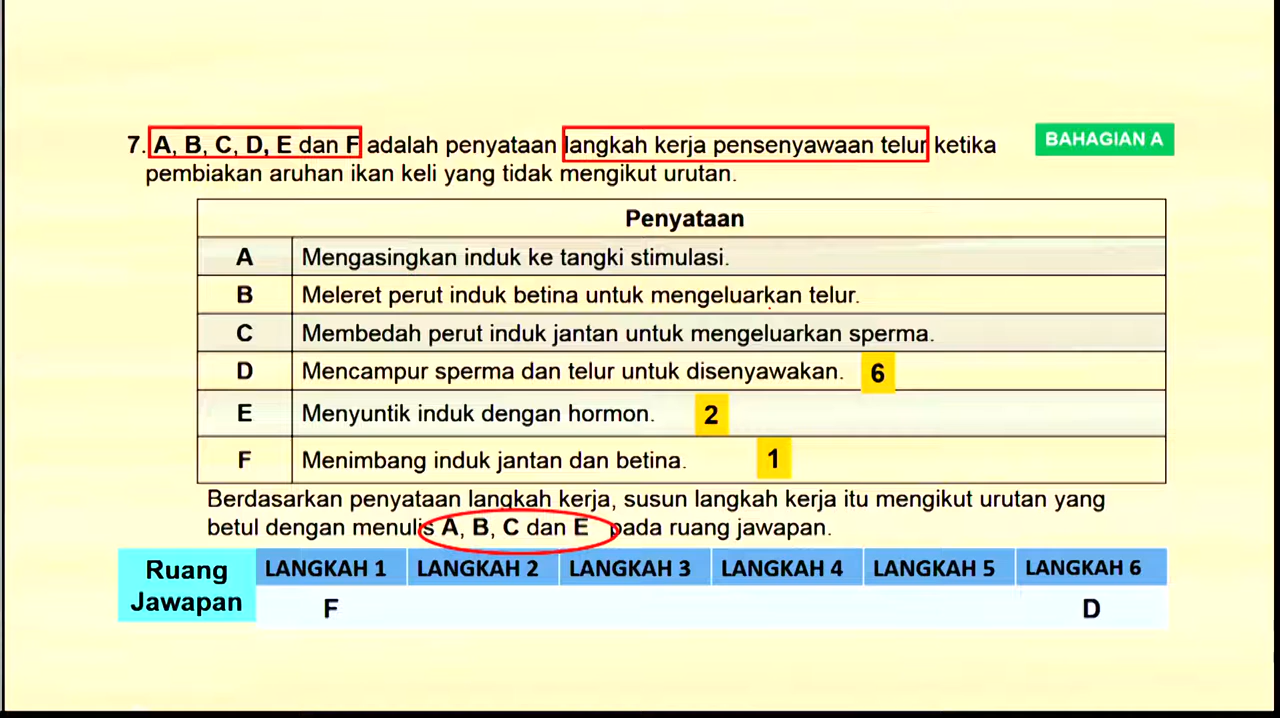 7. A, B, C, D, E dan F adalah penyataan langkah kerja pensenyawaan telur ketika
BAHAGIAN A
pembiakan aruhan ikan keli yang tidak mengikut urutan.
Penyataan
A Mengasingkan induk ke tangki stimulasi.
B Meleret perut induk betina untuk mengeluarkan telur.
C Membedah perut induk jantan untuk mengeluarkan sperma.
D Mencampur sperma dan telur untuk disenyawakan. 6
E Menyuntik induk dengan hormon. 2
F Menimbang induk jantan dan betina. 1
Berdasarkan penyataan langkah kerja, susun langkah kerja itu mengikut urutan yang
betul dengan menulis A, B, C dan E pada ruang jawapan.
Ruang Jawapan LANGKAH 1 LANGKAH 2 LANGKAH 3 LANGKAH 4 LANGKAH 5 LANGKAH 6
F D